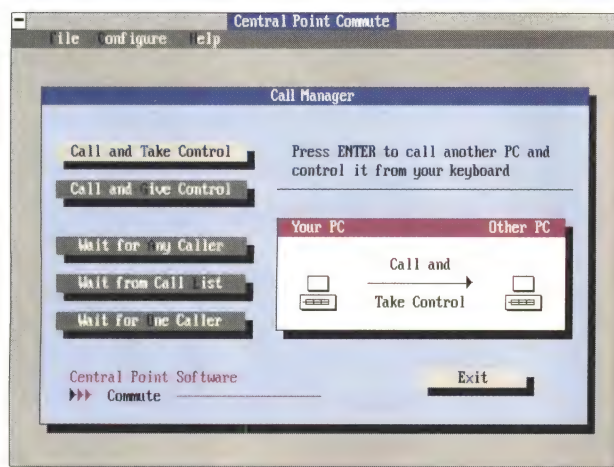 Central Point Commute
File Configure Help
Call Manager
Call and Take Control
Call and Give Control
Wait for Any Caller
Wait from Call List
Wait for One Caller
Press ENTER to call another PC and
control it from your keyboard
Your PC Other PC
Call and
Take Control
Central Point Software
Commute
Exit